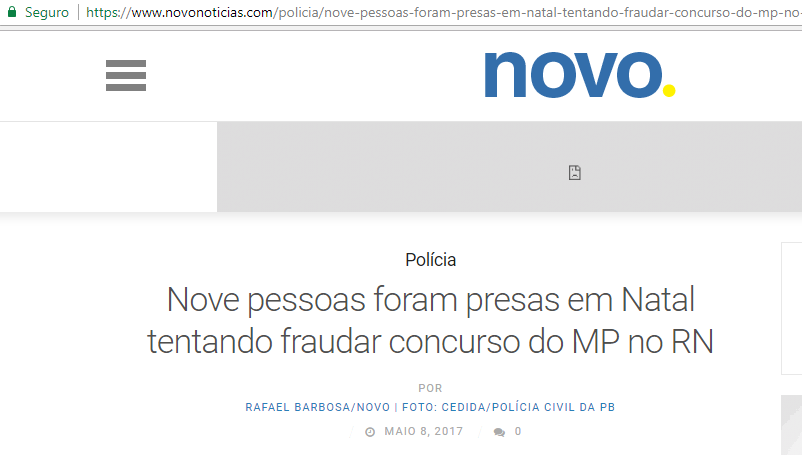 Seguro https://www.novonoticias.com/policia/nove-pessoas-foram-presas-em-natal-tentando-fraudar-concurso-do-mp-no-
novo.
Polícia
Nove pessoas foram presas em Natal
tentando fraudar concurso do MP no RN
POR
RAFAEL BARBOSA/NOVO | FOTO: CEDIDA/POLÍCIA CIVIL DA PB
MAIO 8, 2017 0